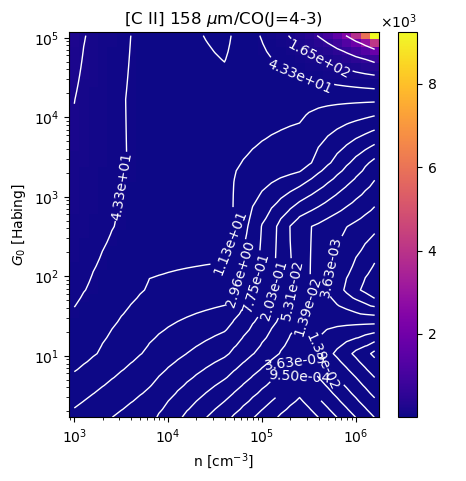 [C II] 158 μm/CO(J=4-3)
×10³
10⁵
10⁴
10³
10²
10¹
G₀ [Habing]
1.65e+02
4.33e+01
4.33e+01
1.13e+01
2.96e+00
7.75e-01
2.03e-01
5.31e-02
1.39e-02
3.63e-03
1.39e-02
3.63e-03
9.50e-04
8
6
4
2
10³
10⁴
10⁵
10⁶
n [cm⁻³]